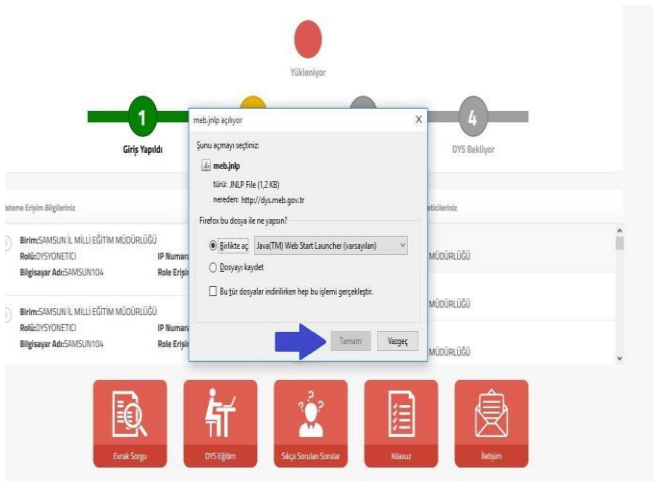 Yükleniyor
1
4
Giriş Yapıldı
DYS Bekliyor
meb.jnlp açılıyor
X
Şunu açmayı seçtiniz:
meb.jnlp
türü: JNLP File (1,2 KB)
nereden: http://dys.meb.gov.tr
Firefox bu dosya ile ne yapsın?
Birlikte aç
Java(TM) Web Start Launcher (varsayılan)
Dosyayı kaydet
Bu tür dosyalar indirilirken hep bu işlemi gerçekleştir.
Tamam
Vazgeç
isteme Erişim Bilgileriniz
eticileriniz
Birim:SAMSUN İL MİLLİ EĞİTİM MÜDÜRLÜĞÜ
Rolü:DYSYONETICI
IP Numara
Bilgisayar Adı:SAMSUN104
Role Erişi
MÜDÜRLÜĞÜ
Birim:SAMSUN İL MİLLİ EĞİTİM MÜDÜRLÜĞÜ
Rolü:DYSYONETICI
IP Numara
Bilgisayar Adı:SAMSUN104
Role Erişi
MÜDÜRLÜĞÜ
MÜDÜRLÜĞÜ
Evrak Sorgu
DYS Eğitim
Sıkça Sorulan Sorular
Kılavuz
İletişim